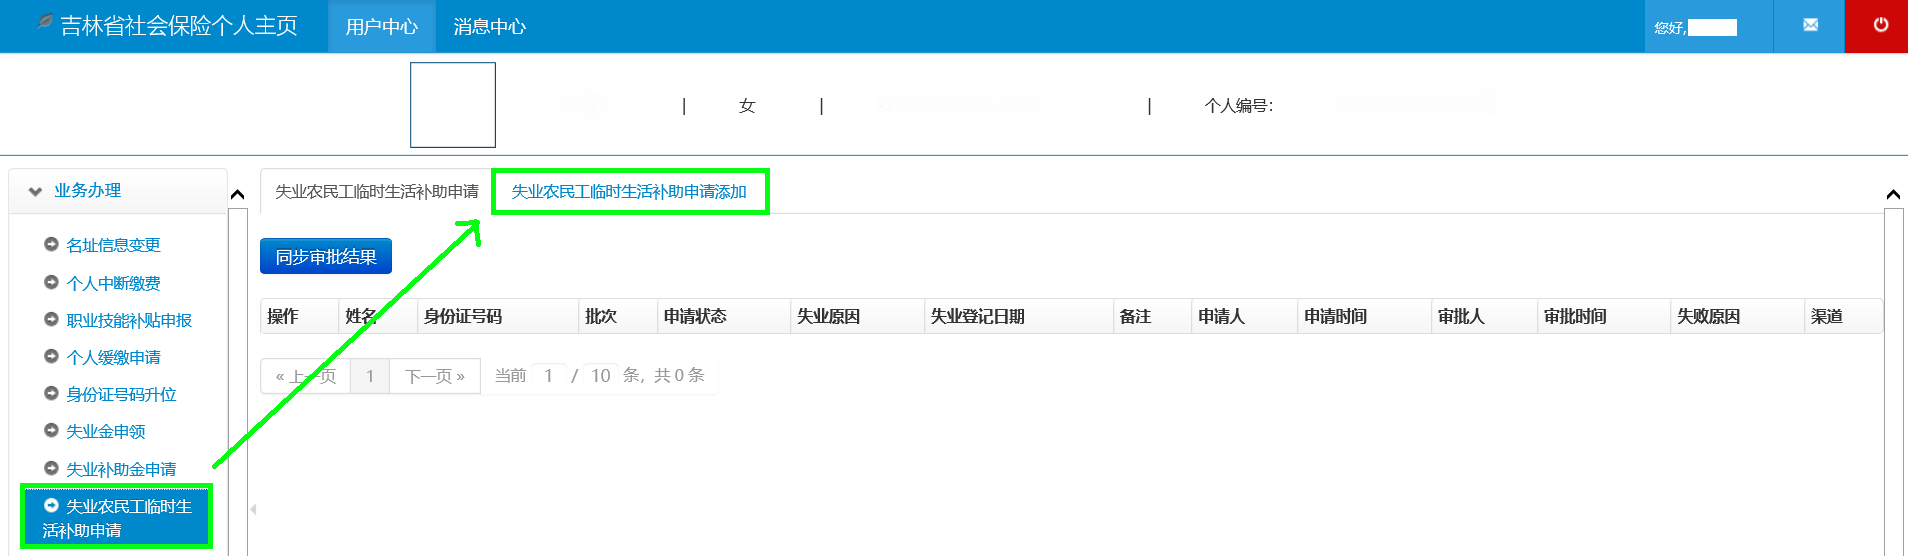 吉林省社会保险个人主页 用户中心 消息中心 您好,
| 女 | | 个人编号：
业务办理
名址信息变更
个人中断缴费
职业技能补贴申报
个人缓缴申请
身份证号码升位
失业金申领
失业补助金申请
失业农民工临时生
活补助申请
失业农民工临时生活补助申请 失业农民工临时生活补助申请添加
同步审批结果
操作 姓名 身份证号码 批次 申请状态 失业原因 失业登记日期 备注 申请人 申请时间 审批人 审批时间 失败原因 渠道
« 上一页 1 下一页 » 当前 1 / 10 条，共 0 条